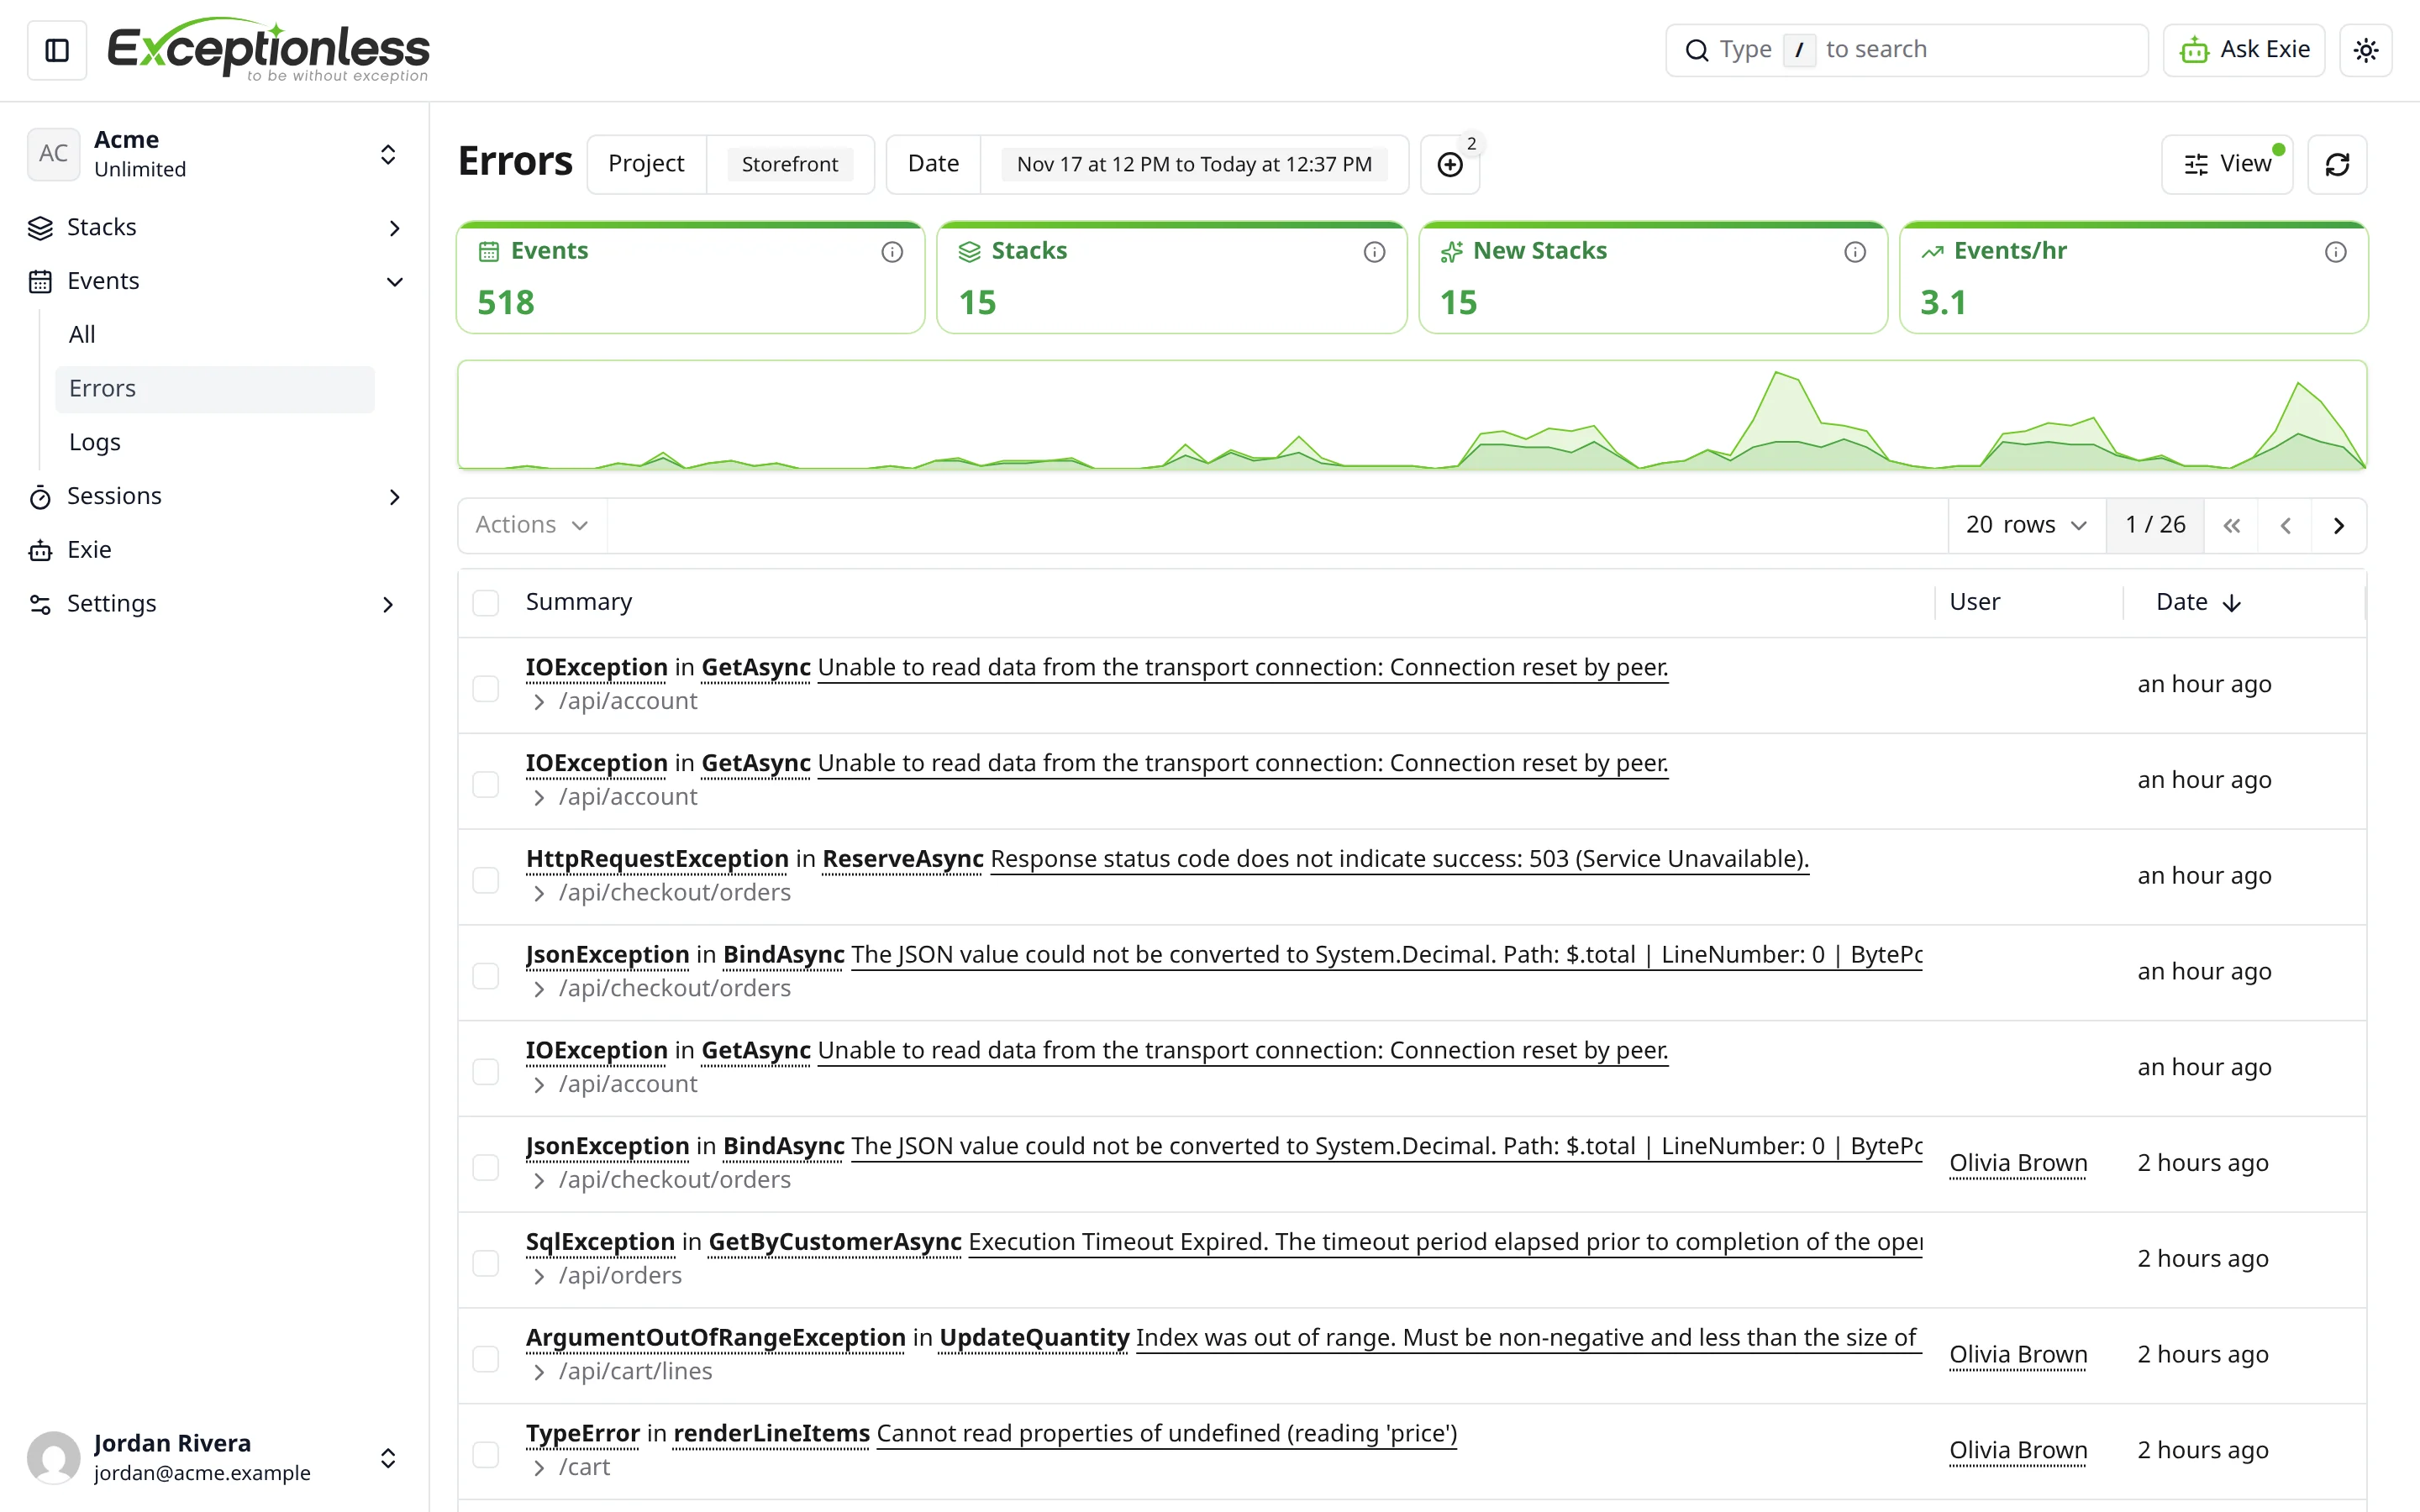 Exceptionless
to be without exception
Type / to search
Ask Exie
AC
Acme
Unlimited
Stacks
Events
All
Errors
Logs
Sessions
Exie
Settings
Jordan Rivera
jordan@acme.example
Errors
Project
Storefront
Date
Nov 17 at 12 PM to Today at 12:37 PM
2
View
Events
518
Stacks
15
New Stacks
15
Events/hr
3.1
Actions
20 rows
1 / 26
Summary
User
Date
IOException in GetAsync Unable to read data from the transport connection: Connection reset by peer.
/api/account
an hour ago
IOException in GetAsync Unable to read data from the transport connection: Connection reset by peer.
/api/account
an hour ago
HttpRequestException in ReserveAsync Response status code does not indicate success: 503 (Service Unavailable).
/api/checkout/orders
an hour ago
JsonException in BindAsync The JSON value could not be converted to System.Decimal. Path: $.total | LineNumber: 0 | BytePo
/api/checkout/orders
an hour ago
IOException in GetAsync Unable to read data from the transport connection: Connection reset by peer.
/api/account
an hour ago
JsonException in BindAsync The JSON value could not be converted to System.Decimal. Path: $.total | LineNumber: 0 | BytePo
/api/checkout/orders
Olivia Brown
2 hours ago
SqlException in GetByCustomerAsync Execution Timeout Expired. The timeout period elapsed prior to completion of the oper
/api/orders
2 hours ago
ArgumentOutOfRangeException in UpdateQuantity Index was out of range. Must be non-negative and less than the size of
/api/cart/lines
Olivia Brown
2 hours ago
TypeError in renderLineItems Cannot read properties of undefined (reading 'price')
/cart
Olivia Brown
2 hours ago